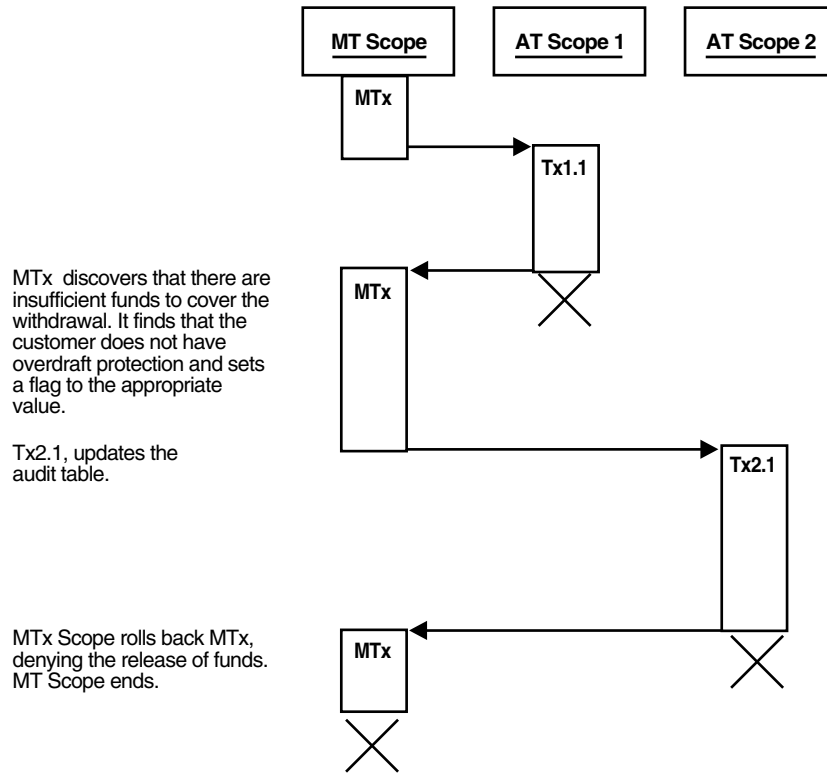 MT Scope
AT Scope 1
AT Scope 2
MTx
Tx1.1
MTx discovers that there are
insufficient funds to cover the
withdrawal. It finds that the
customer does not have
overdraft protection and sets
a flag to the appropriate
value.
MTx
Tx2.1, updates the
audit table.
Tx2.1
MTx Scope rolls back MTx,
denying the release of funds.
MT Scope ends.
MTx